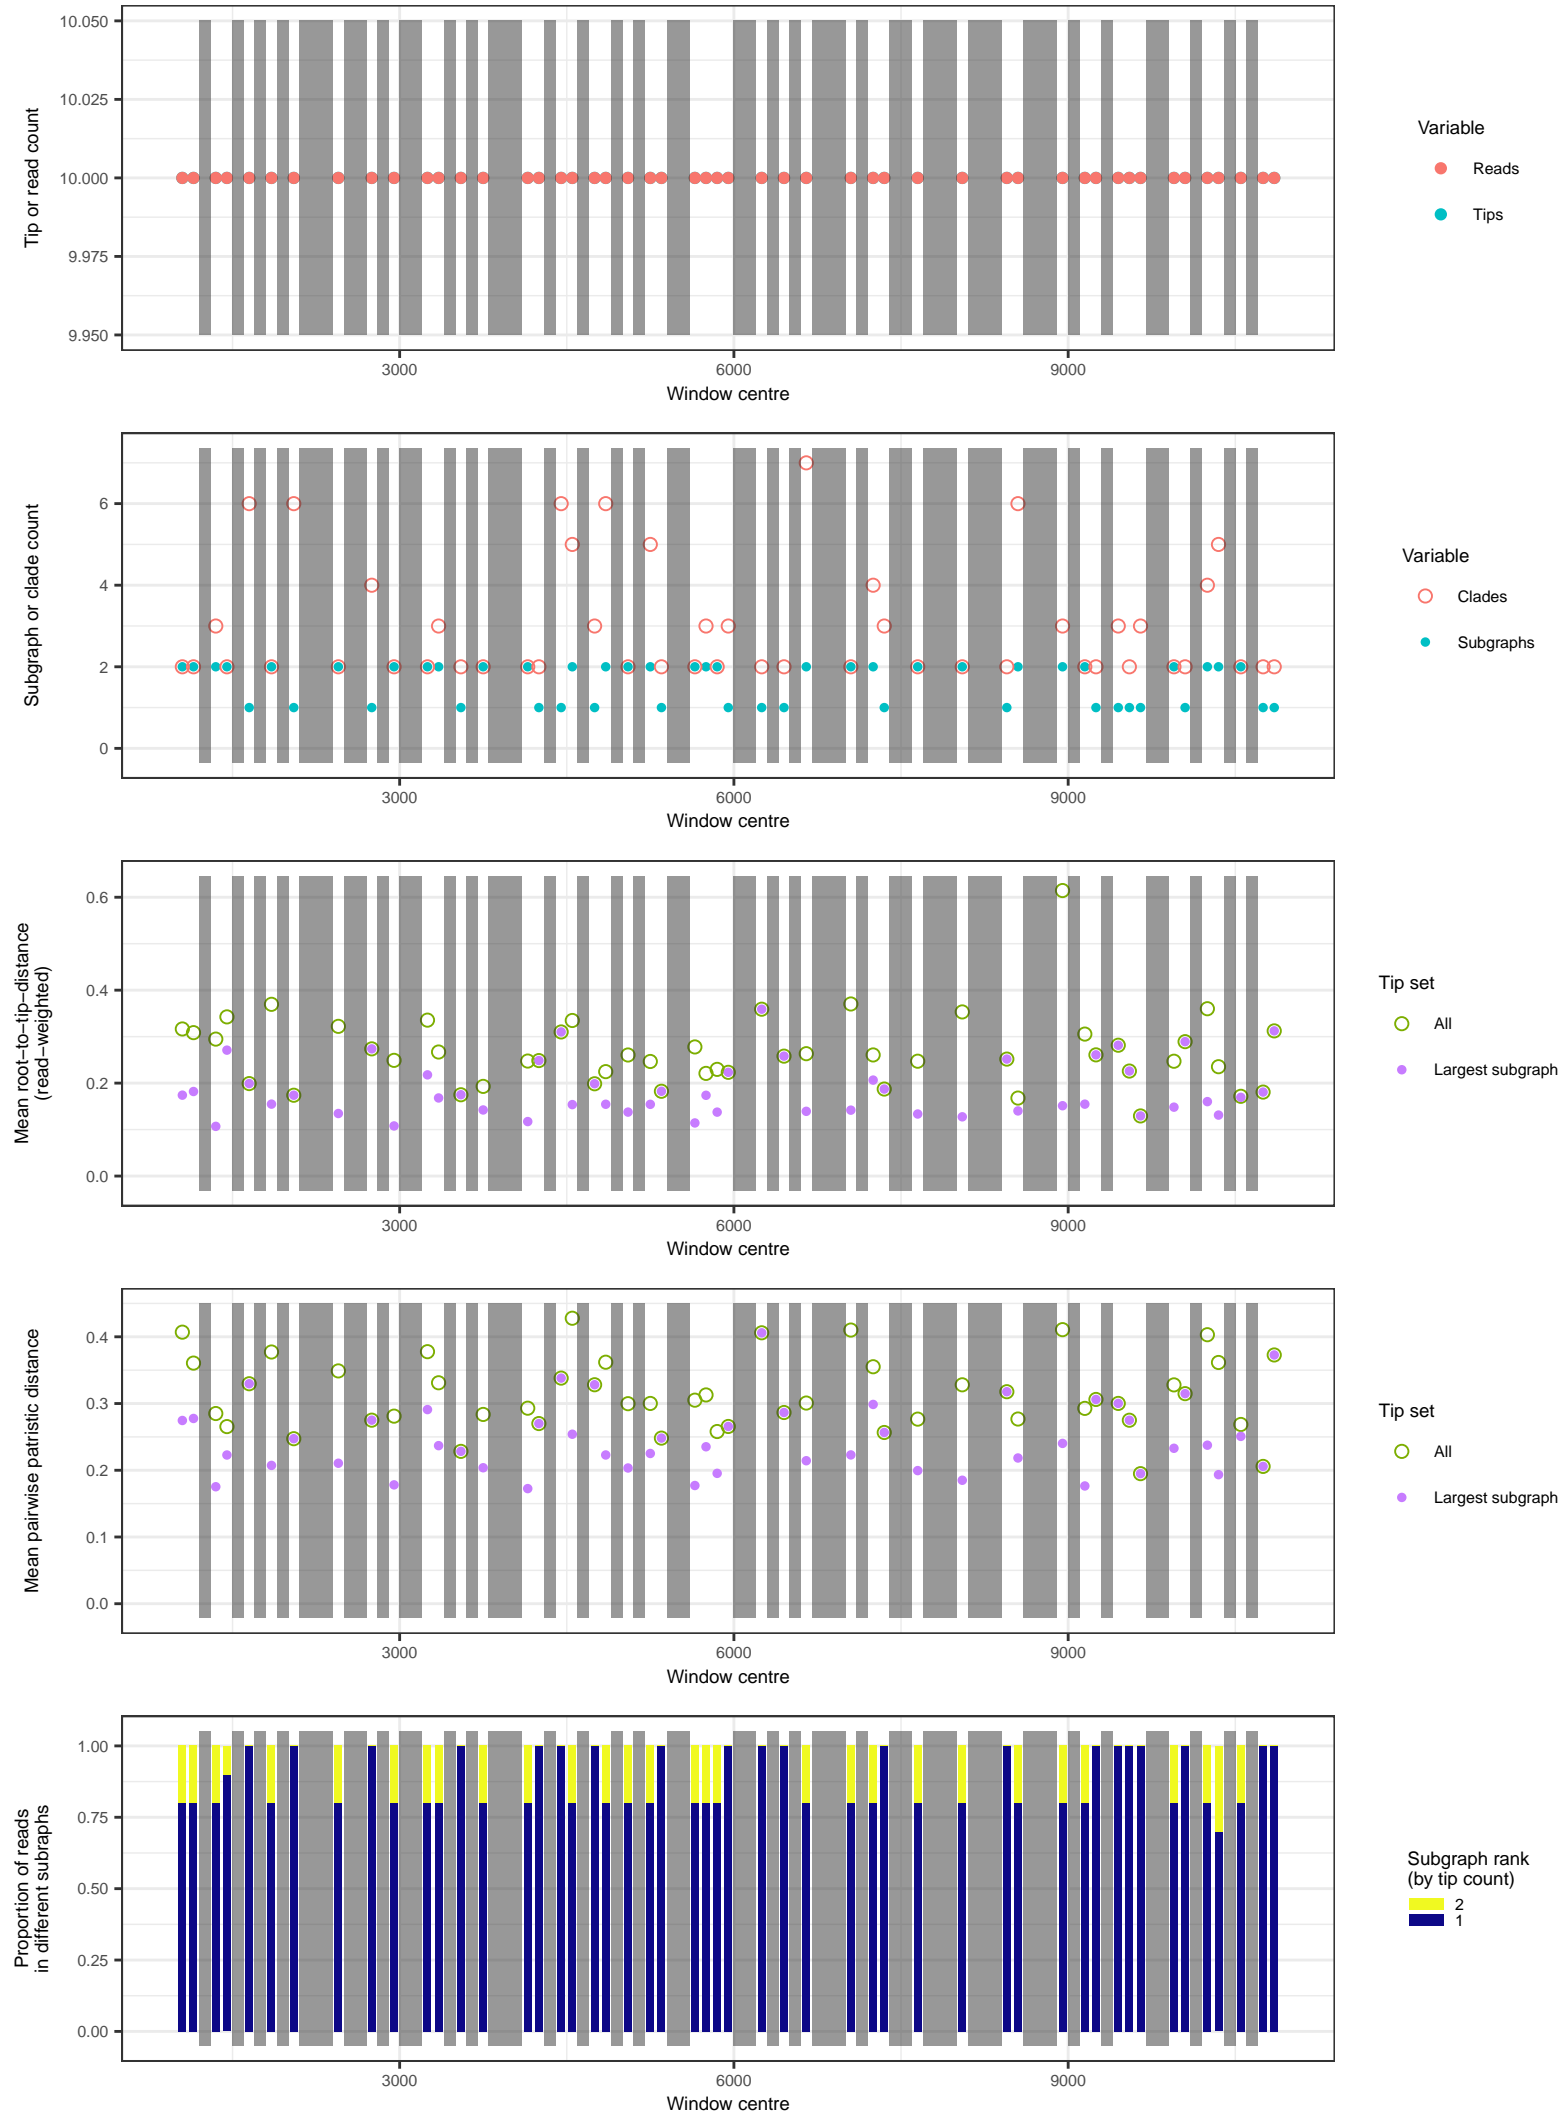 10.050
10.025
10.000
9.975
9.950
Tip or read count
3000
6000
9000
Window centre
Variable
Reads
Tips
6
4
2
0
Subgraph or clade count
3000
6000
9000
Window centre
Variable
Clades
Subgraphs
0.6
0.4
0.2
0.0
Mean root−to−tip−distance
(read−weighted)
3000
6000
9000
Window centre
Tip set
All
Largest subgraph
0.4
0.3
0.2
0.1
0.0
Mean pairwise patristic distance
3000
6000
9000
Window centre
Tip set
All
Largest subgraph
1.00
0.75
0.50
0.25
0.00
Proportion of reads
in different subraphs
3000
6000
9000
Window centre
Subgraph rank
(by tip count)
2
1